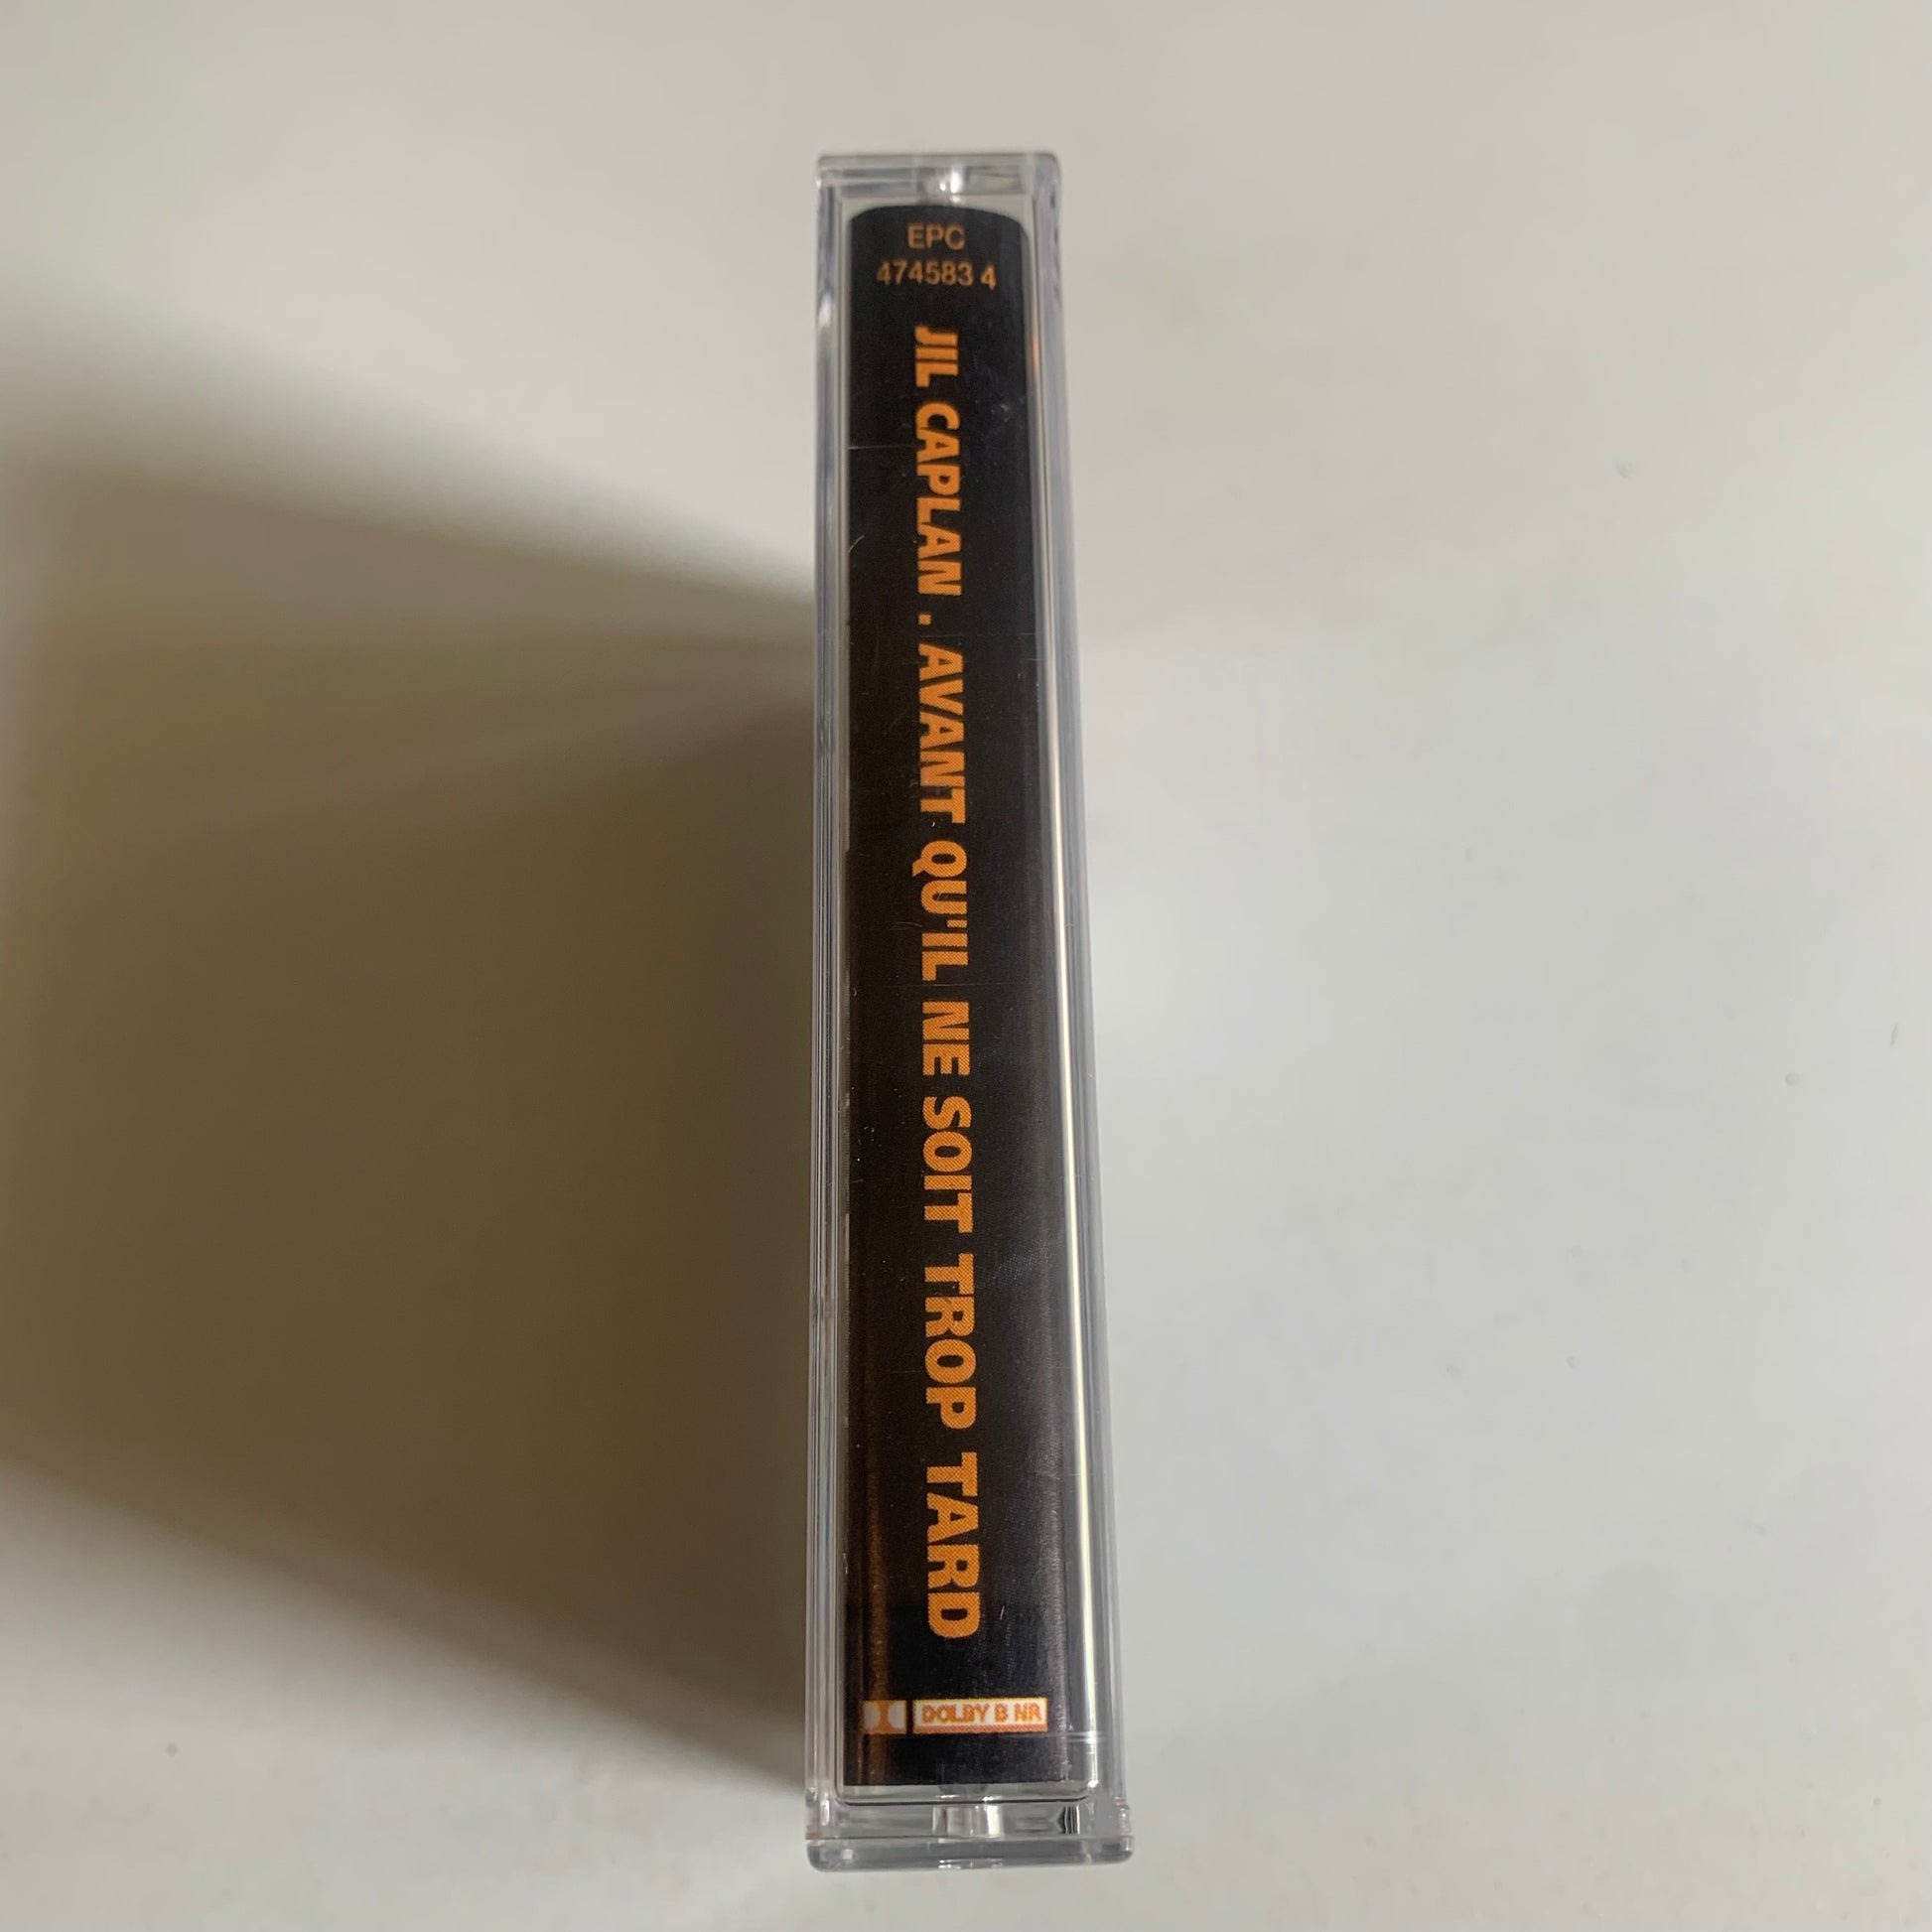 EPC
474583 4
JIL CAPLAN . AVANT QU'IL NE SOIT TROP TARD
DOLBY B NR